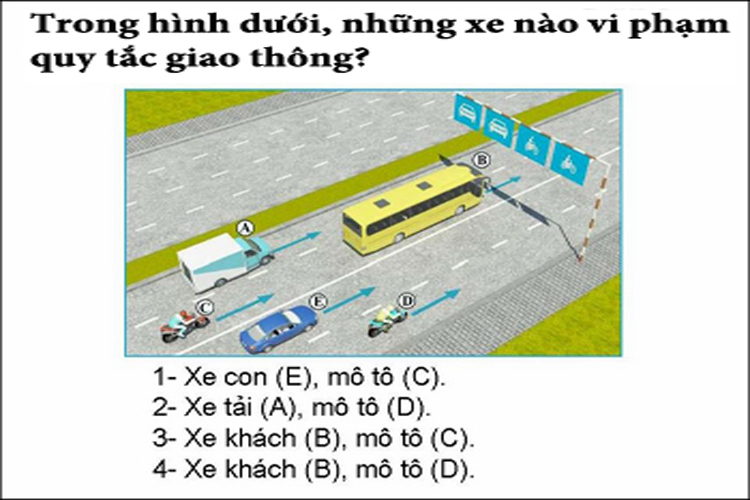 Trong hình dưới, những xe nào vi phạm
quy tắc giao thông?
B
A
C
E
D
1- Xe con (E), mô tô (C).
2- Xe tải (A), mô tô (D).
3- Xe khách (B), mô tô (C).
4- Xe khách (B), mô tô (D).